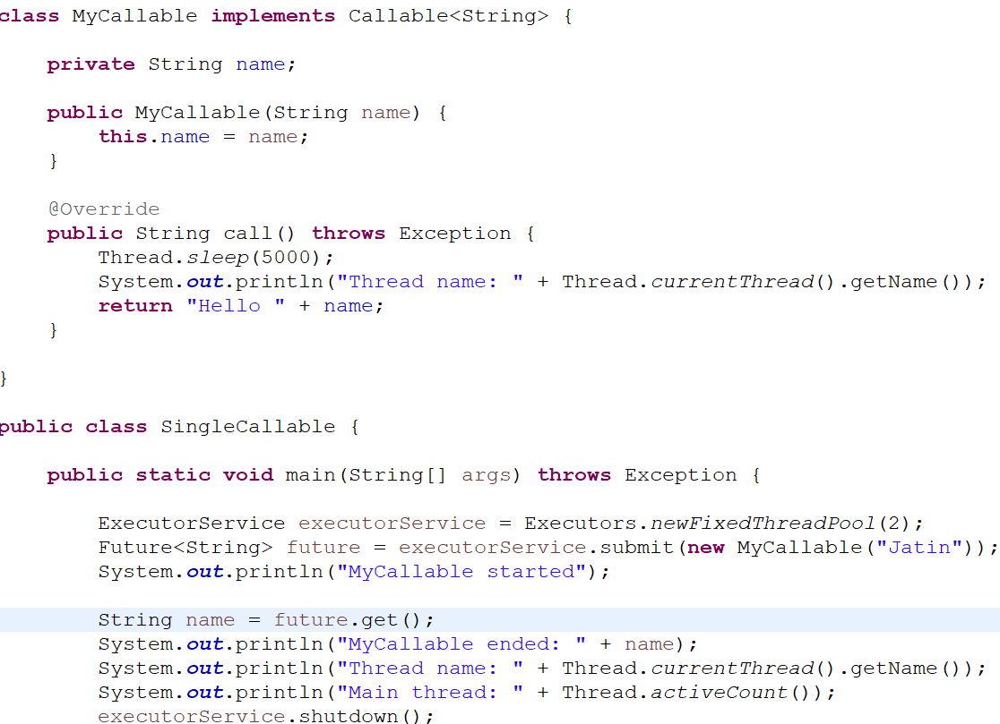 class MyCallable implements Callable<String> {
private String name;
public MyCallable(String name) {
this.name = name;
}
@Override
public String call() throws Exception {
Thread.sleep(5000);
System.out.println("Thread name: " + Thread.currentThread().getName());
return "Hello " + name;
}
}
public class SingleCallable {
public static void main(String[] args) throws Exception {
ExecutorService executorService = Executors.newFixedThreadPool(2);
Future<String> future = executorService.submit(new MyCallable("Jatin"));
System.out.println("MyCallable started");
String name = future.get();
System.out.println("MyCallable ended: " + name);
System.out.println("Thread name: " + Thread.currentThread().getName());
System.out.println("Main thread: " + Thread.activeCount());
executorService.shutdown();